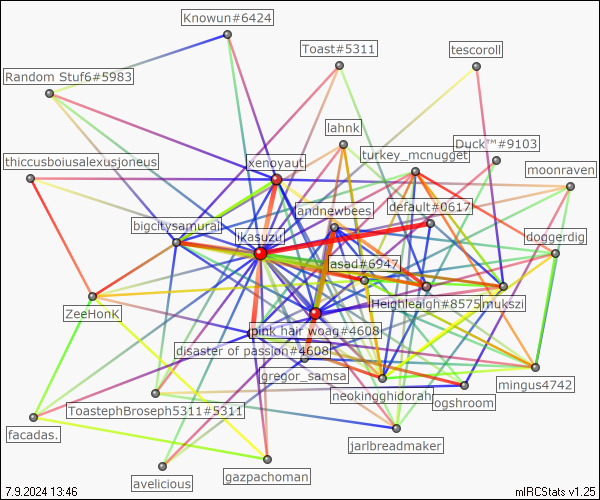 Knowun#6424
Toast#5311
tescoroll
Random Stuf6#5983
lahnk
Duck™#9103
turkey_mcnugget
thiccusboiusalexusjoneus
xenoyaut
moonraven
andnewbees
default#0617
bigcitysamurai
ikasuzu
doggerdig
asad#6947
Heighleaigh#8575
mukszi
ZeeHonK
pink hair woag#4608
disaster of passion#4608
gregor_samsa
mingus4742
neokingghidorah
ogshroom
ToastephBroseph5311#5311
facadas.
jarlbreadmaker
avelicious
gazpachoman
7.9.2024 13:46
mIRCStats v1.25